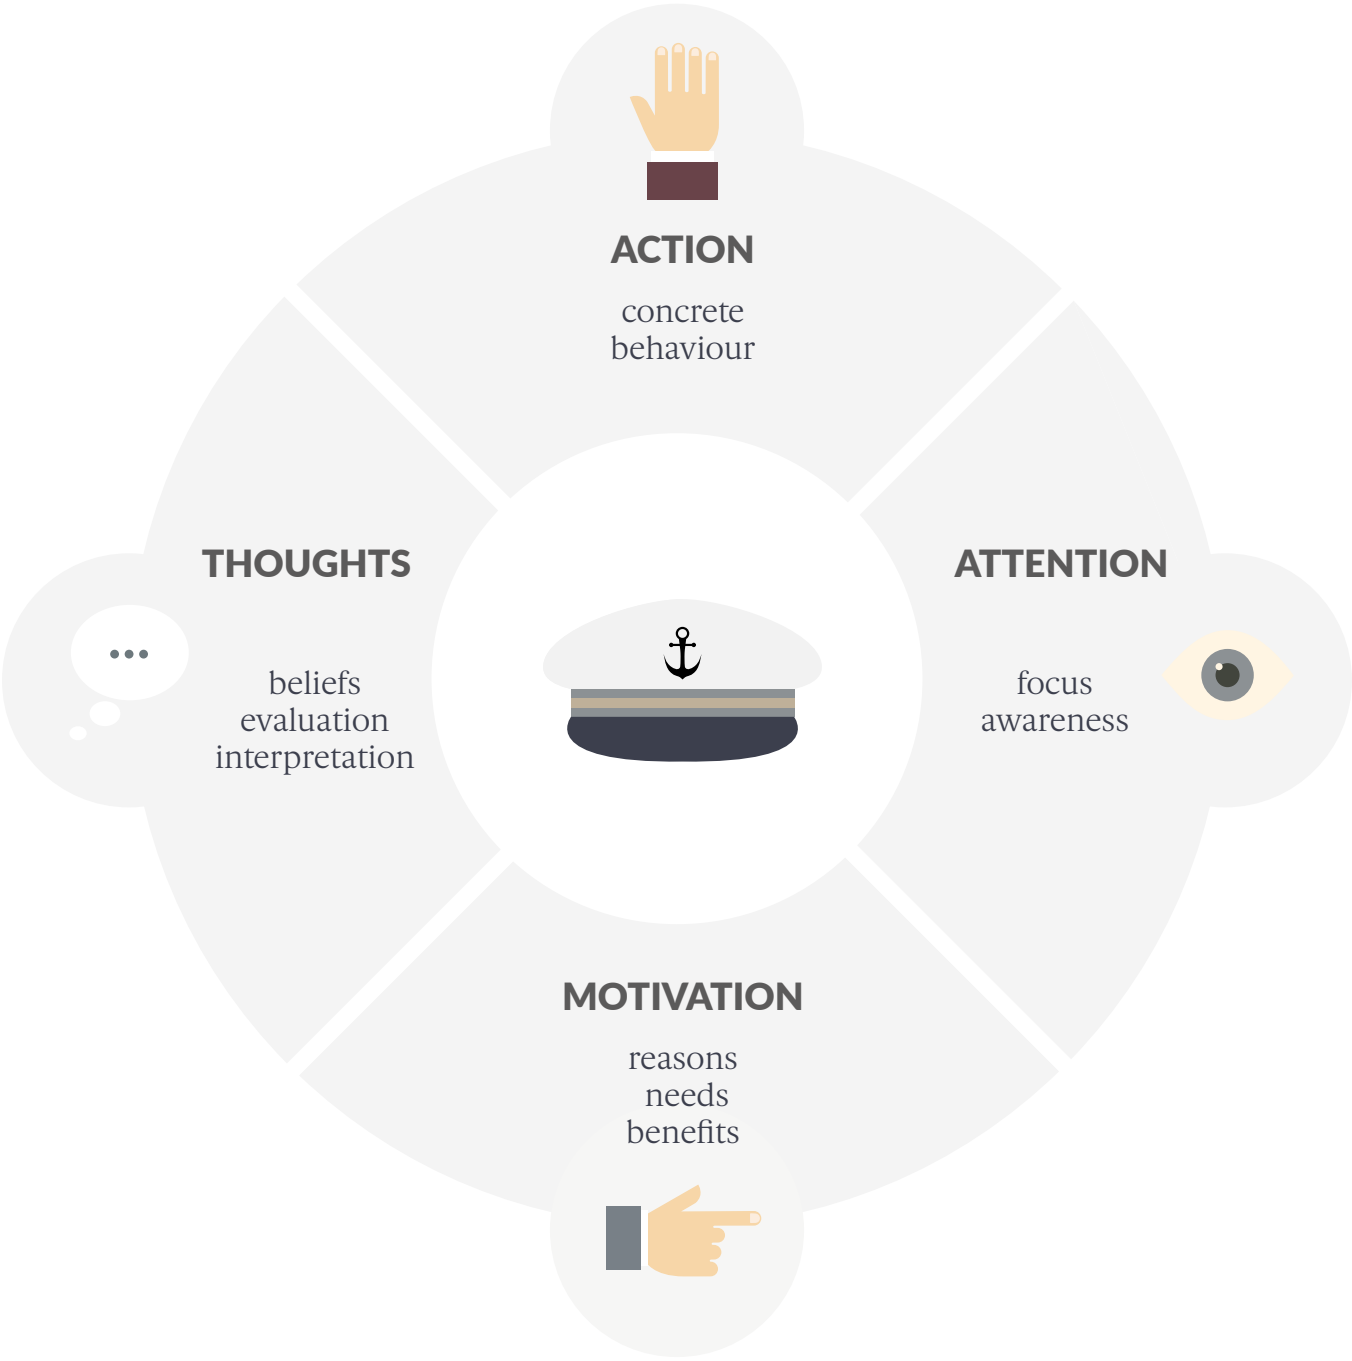 ACTION
concrete
behaviour
THOUGHTS
beliefs
evaluation
interpretation
ATTENTION
focus
awareness
MOTIVATION
reasons
needs
benefits